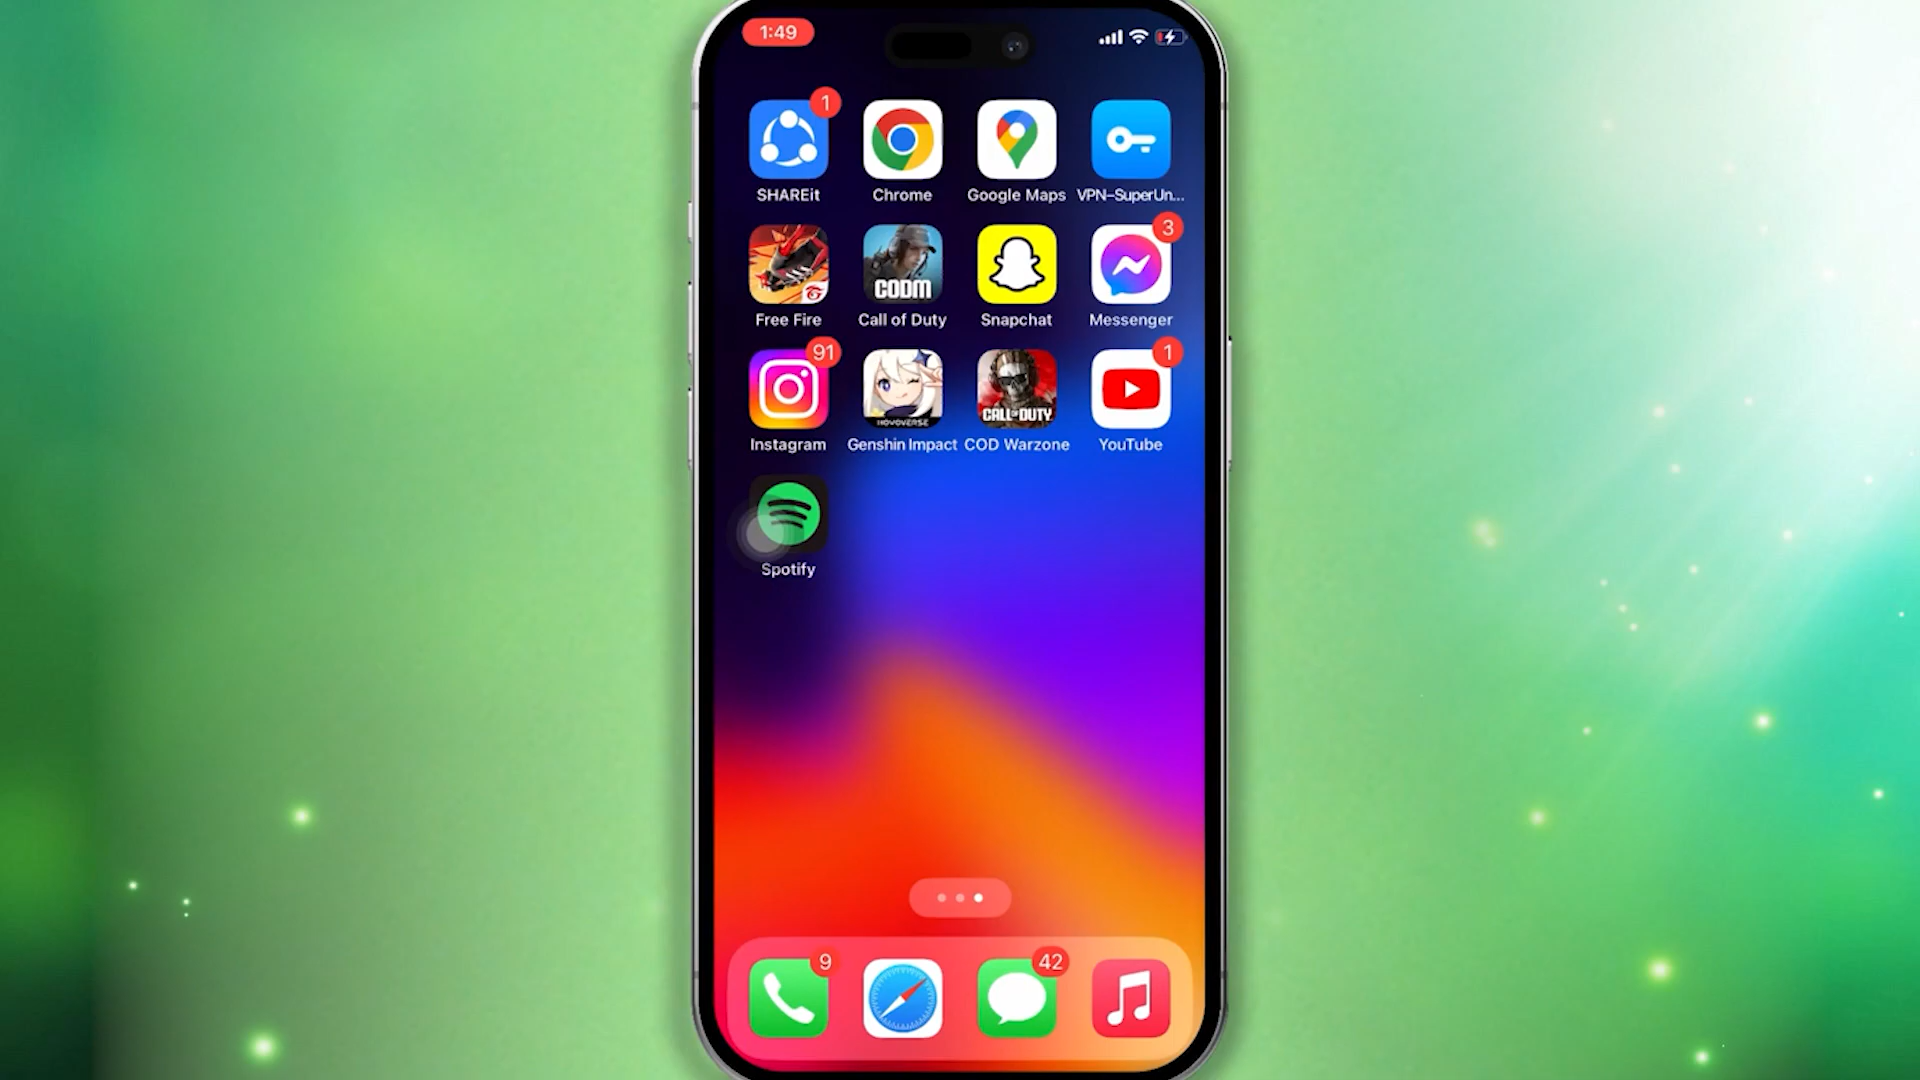 1:49
1
SHAREit
Chrome
Google Maps
VPN–SuperUn...
CODM
3
Free Fire
Call of Duty
Snapchat
Messenger
91
HOYOVERSE
CALL OF DUTY
1
Instagram
Genshin Impact
COD Warzone
YouTube
Spotify
9
42